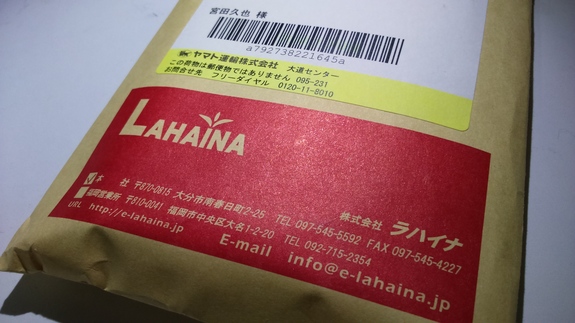 宮田久也 様
a792738221645a
ヤマト運輸株式会社 大道センター
この荷物は郵便物ではありません 095-231
お問合せ先 フリーダイヤル 0120-11-8010
LAHAINA
株式会社 ラハイナ
本 社 〒870-0815 大分市南春日町2-25 TEL 097-545-5592 FAX 097-545-4227
福岡営業所 〒810-0041 福岡市中央区大名1-2-20 TEL 092-715-2354
URL http://e-lahaina.jp E-mail info@e-lahaina.jp